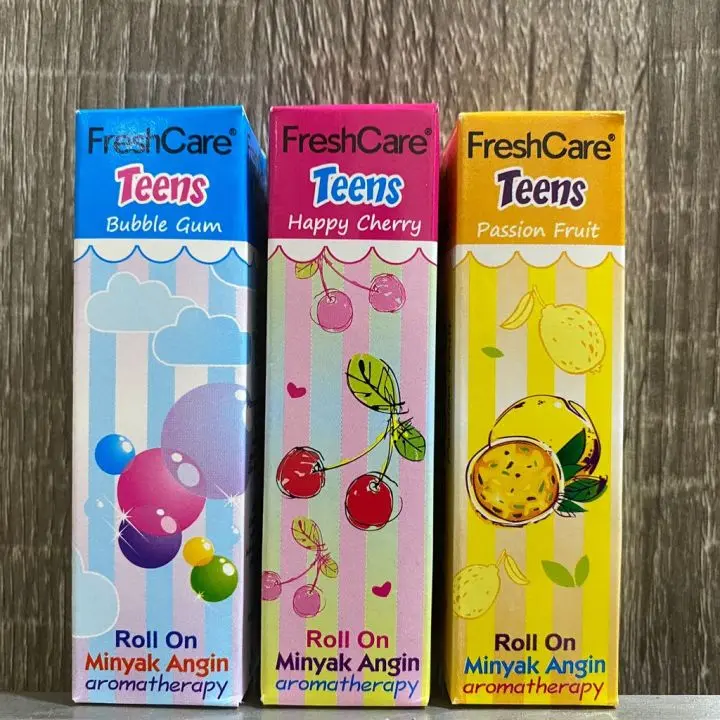 FreshCare®
Teens
Bubble Gum
Roll On
Minyak Angin
aromatherapy
FreshCare®
Teens
Happy Cherry
Roll On
Minyak Angin
aromatherapy
FreshCare®
Teens
Passion Fruit
Roll On
Minyak Angin
aromatherapy